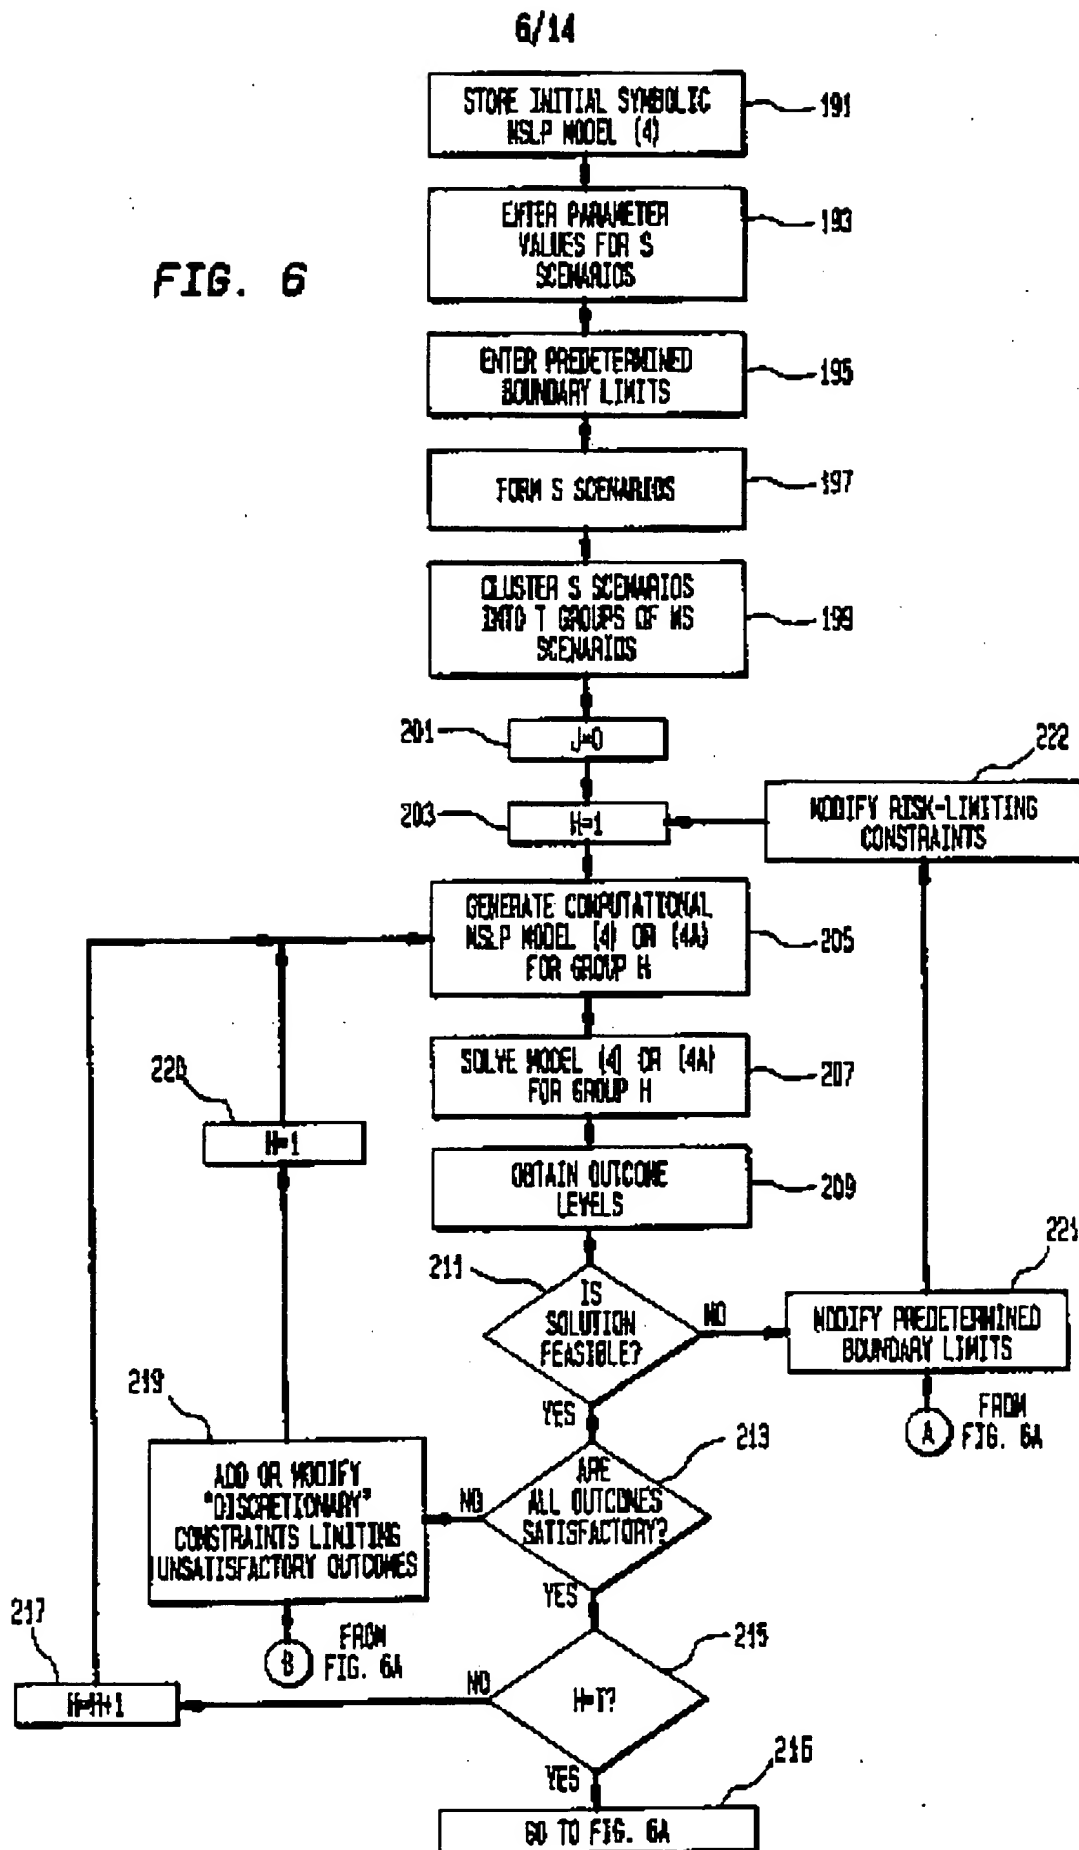 6/14
STORE INITIAL SYMBOLIC
MSLP MODEL (4)
191
ENTER PARAMETER
VALUES FOR S
SCENARIOS
193
FIG. 6
ENTER PREDETERMINED
BOUNDARY LIMITS
195
FORM S SCENARIOS
197
CLUSTER S SCENARIOS
INTO T GROUPS OF MS
SCENARIOS
199
201
J=0
222
203
H=1
MODIFY RISK-LIMITING
CONSTRAINTS
GENERATE COMPUTATIONAL
MSLP MODEL (4) OR (4A)
FOR GROUP H
205
SOLVE MODEL (4) OR (4A)
FOR GROUP H
207
220
H=1
OBTAIN OUTCOME
LEVELS
209
211
IS
SOLUTION
FEASIBLE?
NO
221
MODIFY PREDETERMINED
BOUNDARY LIMITS
YES
A
FROM
FIG. 6A
219
213
ADD OR MODIFY
"DISCRETIONARY"
CONSTRAINTS LIMITING
UNSATISFACTORY OUTCOMES
NO
ARE
ALL OUTCOMES
SATISFACTORY?
YES
217
B
FROM
FIG. 6A
215
H=H+1
NO
H=T?
YES
216
GO TO FIG. 6A